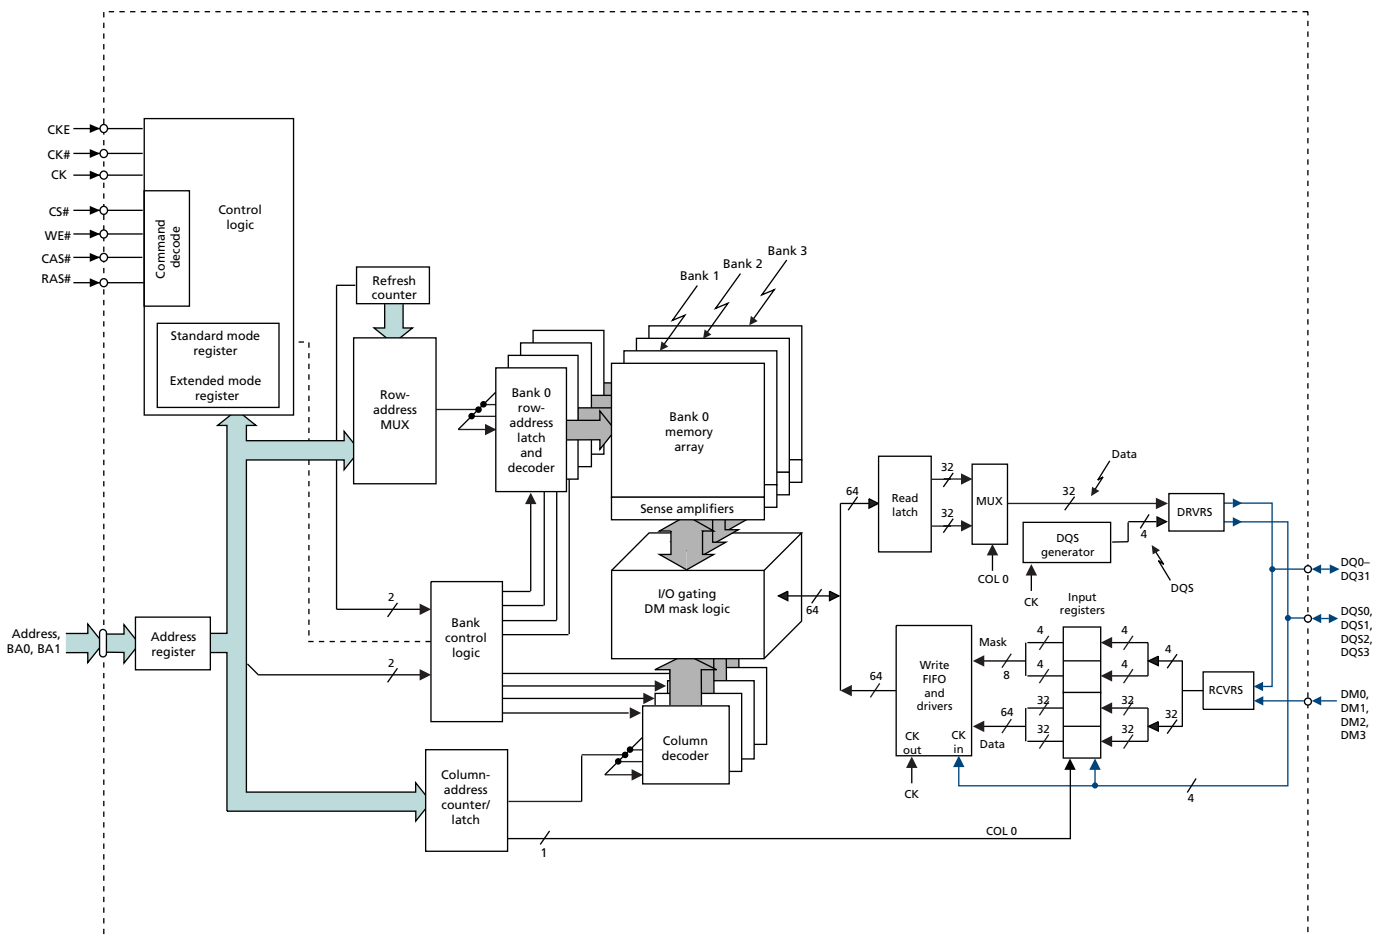 CKE
CK#
CK
CS#
WE#
CAS#
RAS#
Command
decode
Control
logic
Standard mode
register
Extended mode
register
Refresh
counter
Row-
address
MUX
Bank 0
row-
address
latch
and
decoder
Bank 1
Bank 2
Bank 3
Bank 0
memory
array
Sense amplifiers
I/O gating
DM mask logic
2
2
Bank
control
logic
Address,
BA0, BA1
Address
register
Column
decoder
Column-
address
counter/
latch
1
COL 0
64
64
64
Read
latch
32
32
MUX
COL 0
32
Data
DQS
generator
CK
4
DQS
DRVRS
DQ0–
DQ31
DQS0,
DQS1,
DQS2,
DQS3
DM0,
DM1,
DM2,
DM3
RCVRS
Input
registers
4
4
4
4
4
32
32
32
32
32
Mask
8
64
Data
Write
FIFO
and
drivers
CK
out
CK
in
CK
4